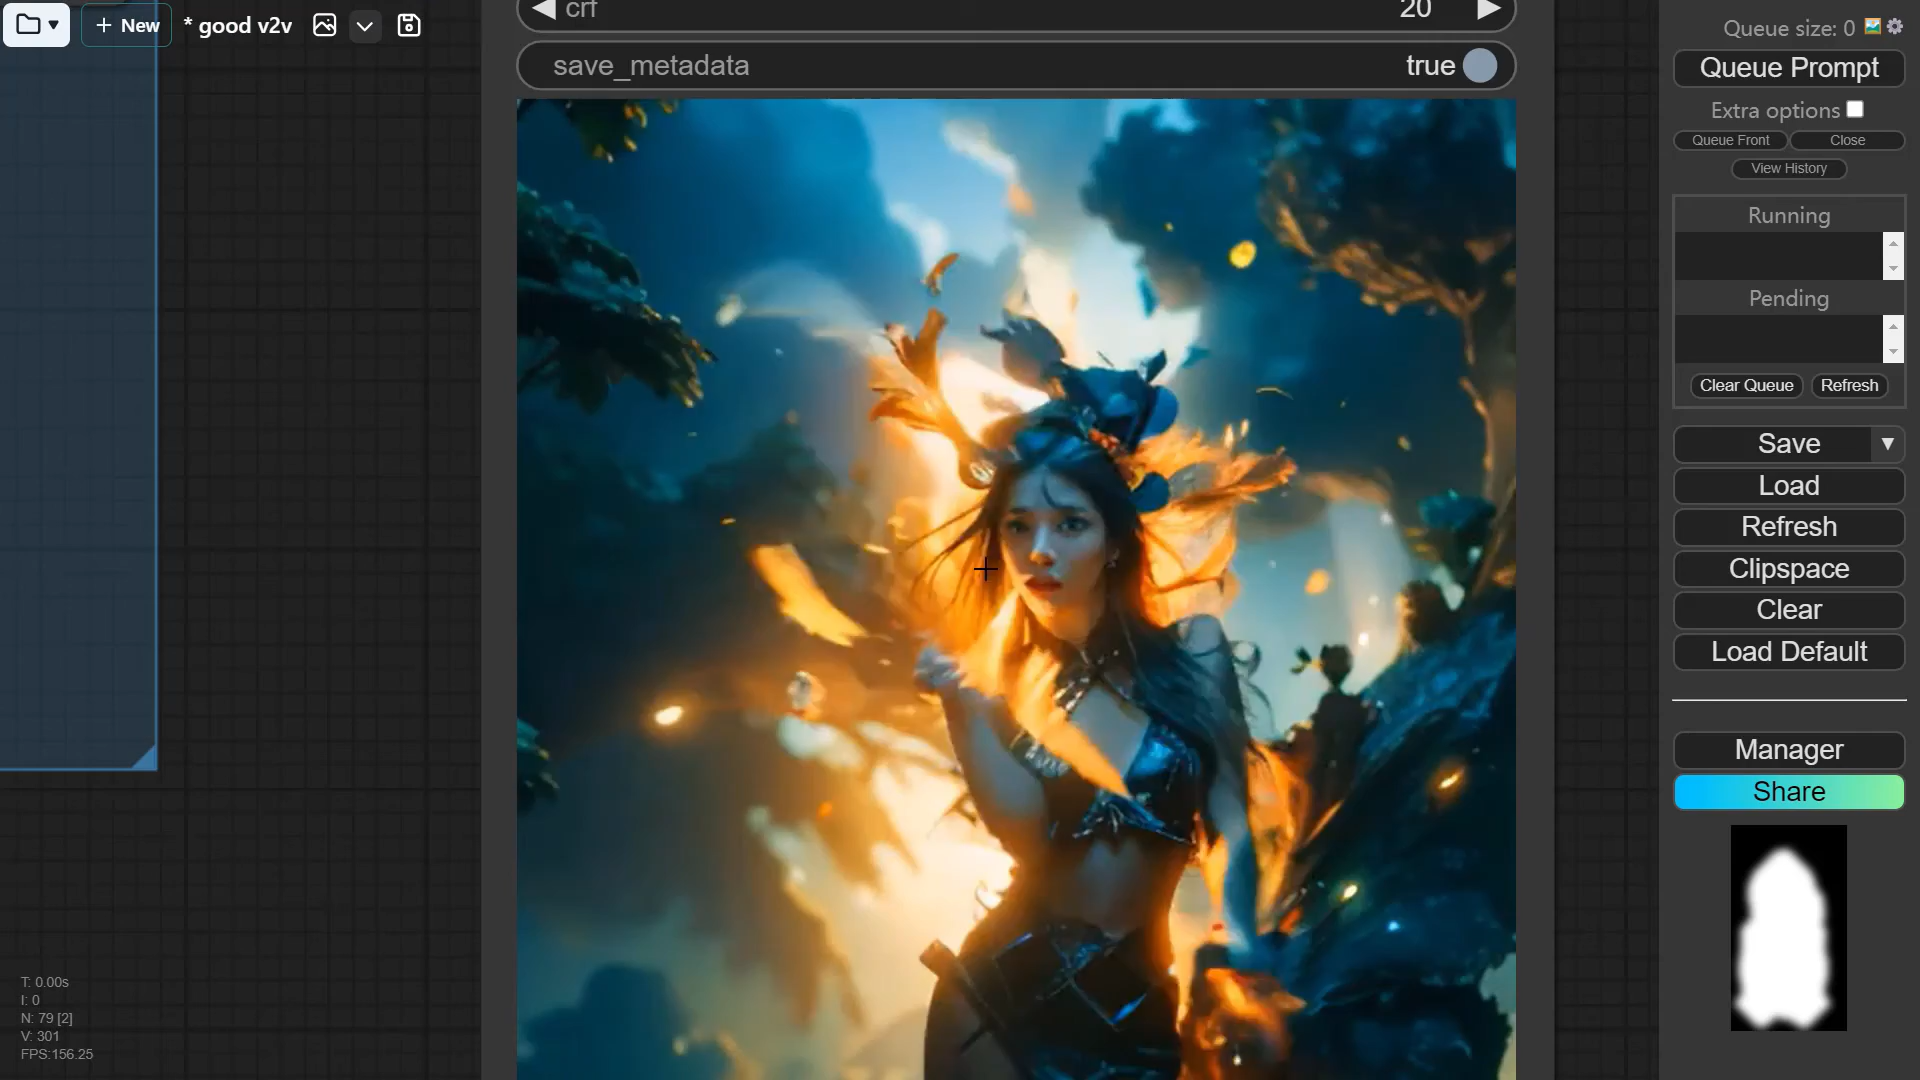 New
* good v2v
crf
20
save_metadata
true
Queue size: 0
Queue Prompt
Extra options
Queue Front
Close
View History
Running
Pending
Clear Queue
Refresh
Save
Load
Refresh
Clipspace
Clear
Load Default
Manager
Share
T: 0.00s
I: 0
N: 79 [2]
V: 301
FPS:156.25